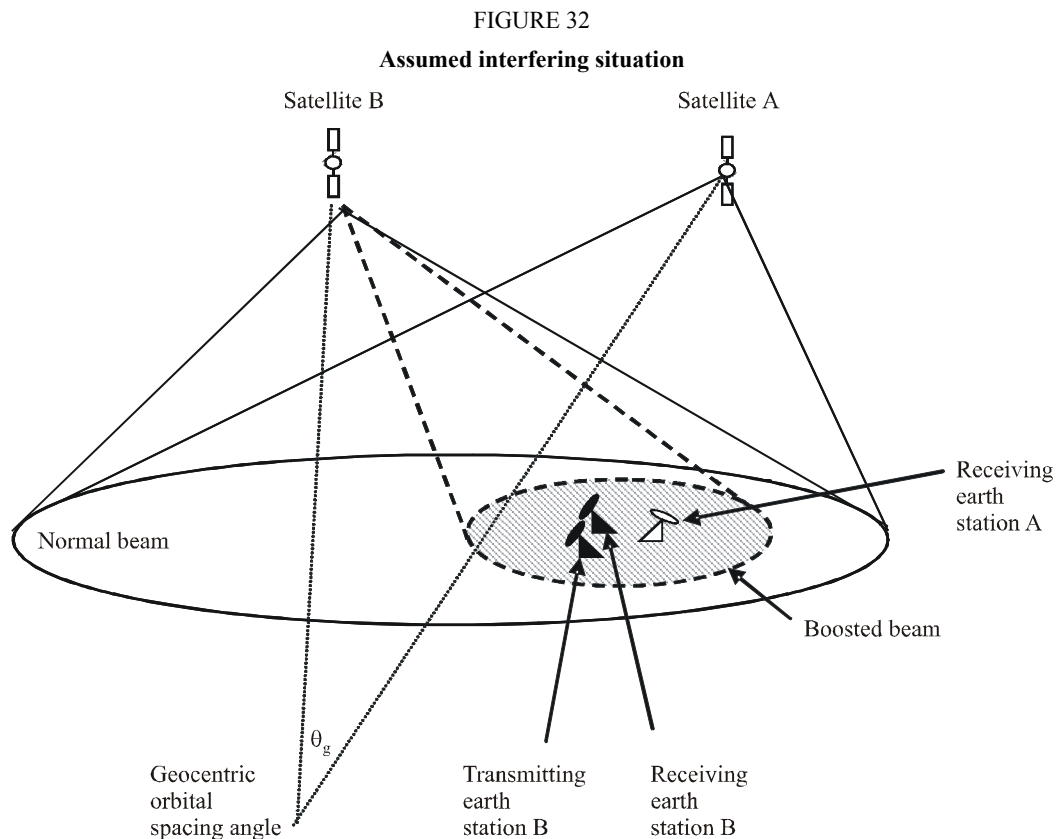 FIGURE 32
Assumed interfering situation
Satellite B
Satellite A
Receiving
earth
station A
Normal beam
Boosted beam
θg
Geocentric
orbital
spacing angle
Transmitting
earth
station B
Receiving
earth
station B